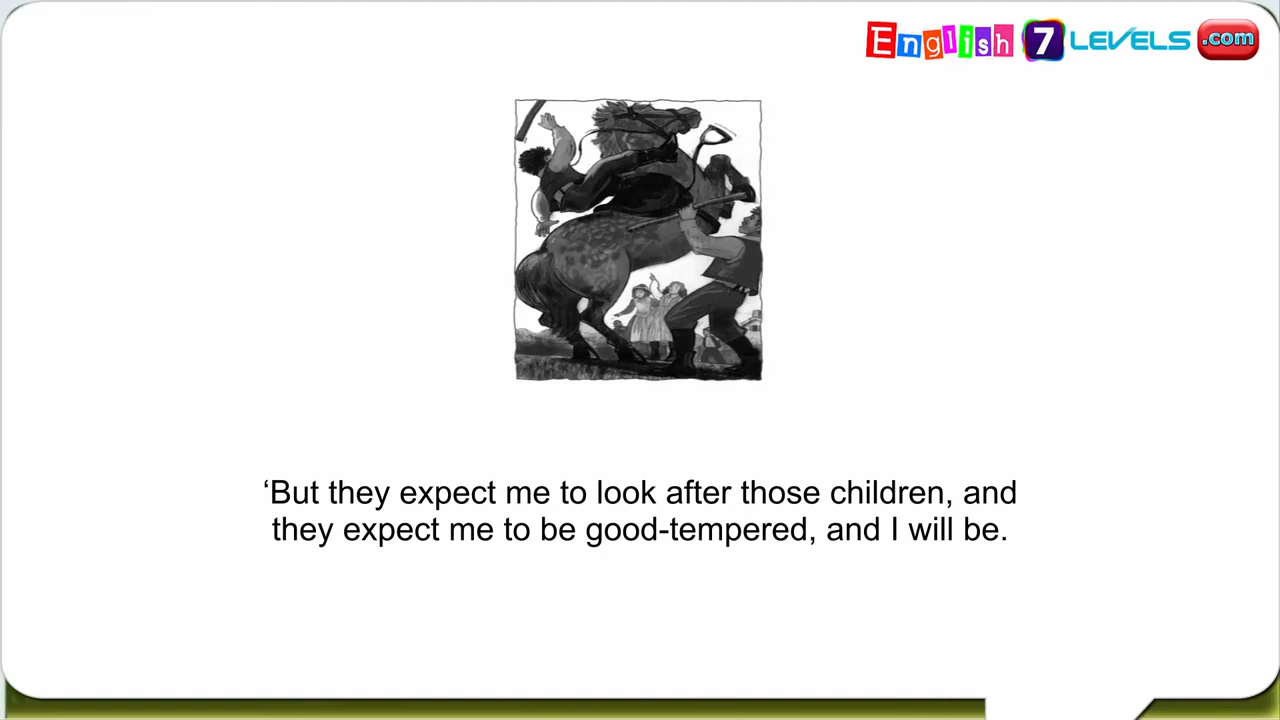 English 7 LEVELS .com
‘But they expect me to look after those children, and
they expect me to be good-tempered, and I will be.